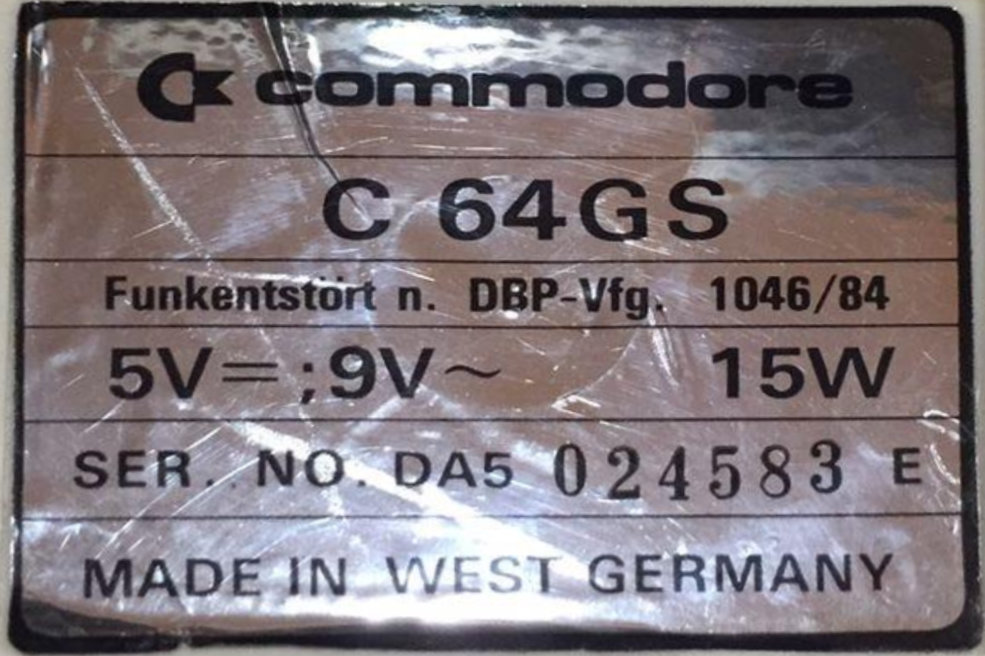 commodore
C 64GS
Funkentstört n. DBP-Vfg. 1046/84
5V=;9V~ 15W
SER. NO. DA5 024583 E
MADE IN WEST GERMANY